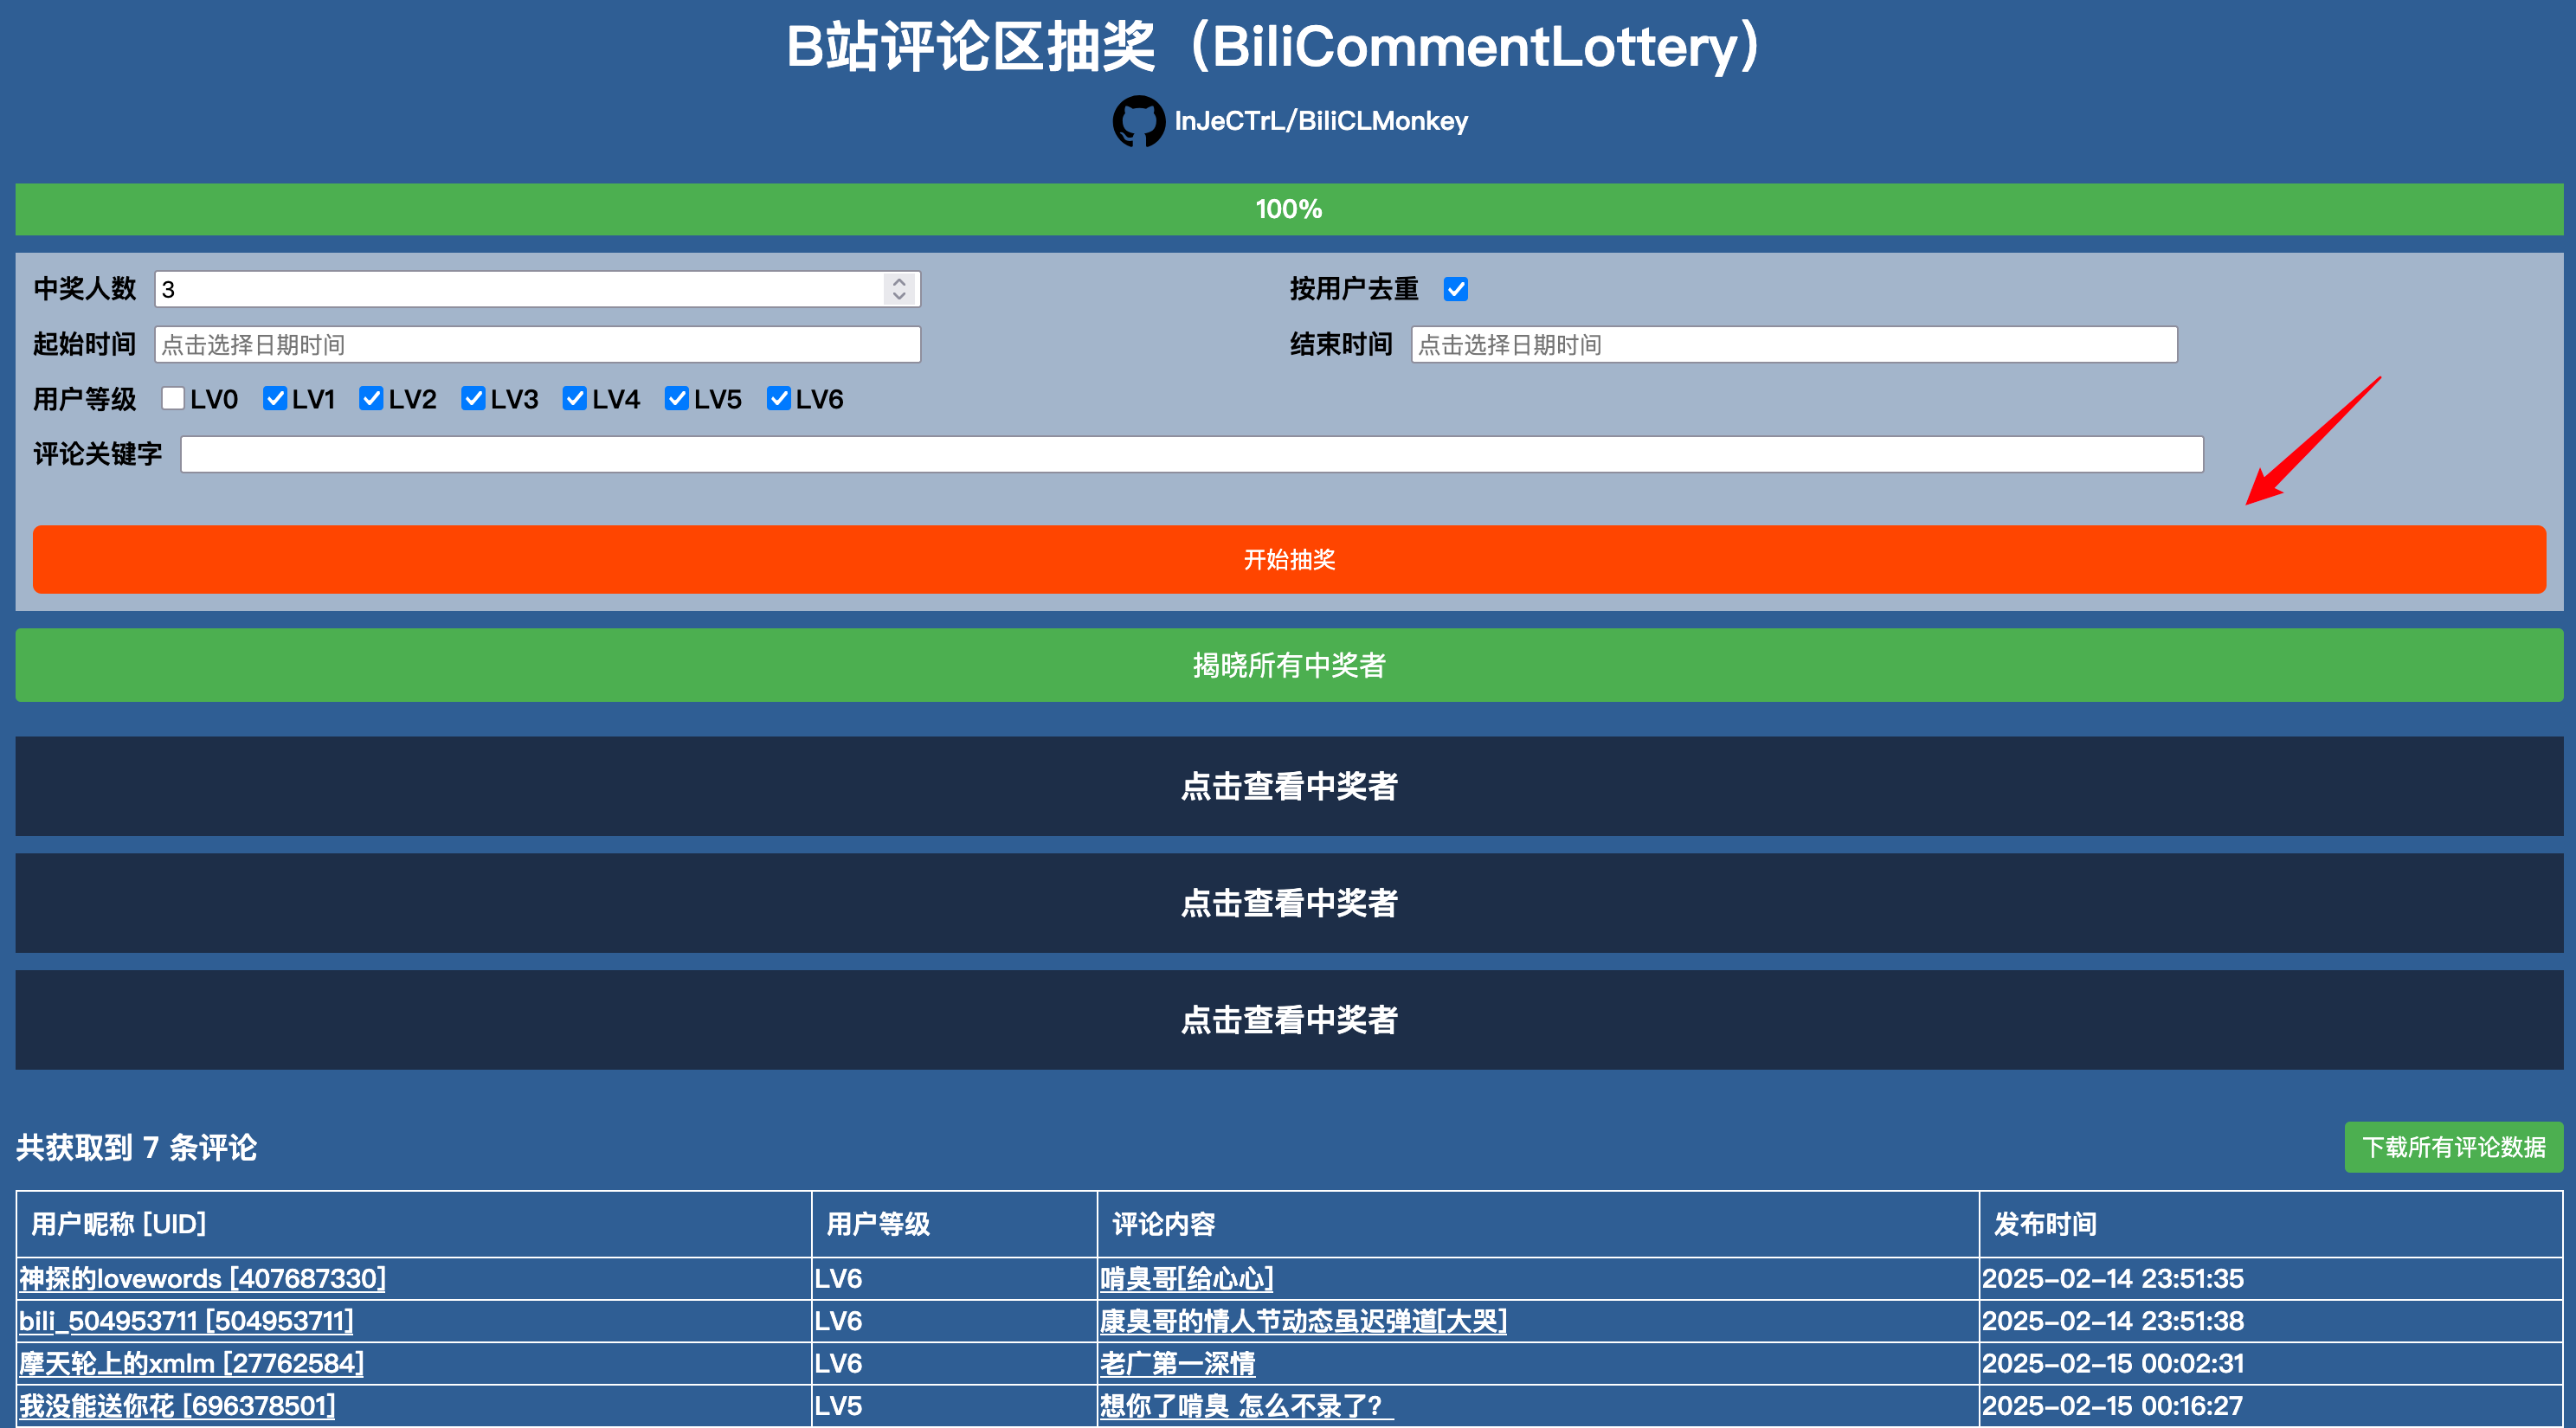 B站评论区抽奖（BiliCommentLottery）
InJeCTrL/BiliCLMonkey
100%
中奖人数 3 按用户去重
起始时间 点击选择日期时间 结束时间 点击选择日期时间
用户等级 LV0 LV1 LV2 LV3 LV4 LV5 LV6
评论关键字
开始抽奖
揭晓所有中奖者
点击查看中奖者
点击查看中奖者
点击查看中奖者
共获取到 7 条评论 下载所有评论数据
用户昵称 [UID] 用户等级 评论内容 发布时间
神探的lovewords [407687330] LV6 啃臭哥[给心心] 2025-02-14 23:51:35
bili_504953711 [504953711] LV6 康臭哥的情人节动态虽迟弹道[大哭] 2025-02-14 23:51:38
摩天轮上的xmlm [27762584] LV6 老广第一深情 2025-02-15 00:02:31
我没能送你花 [696378501] LV5 想你了啃臭 怎么不录了？ 2025-02-15 00:16:27